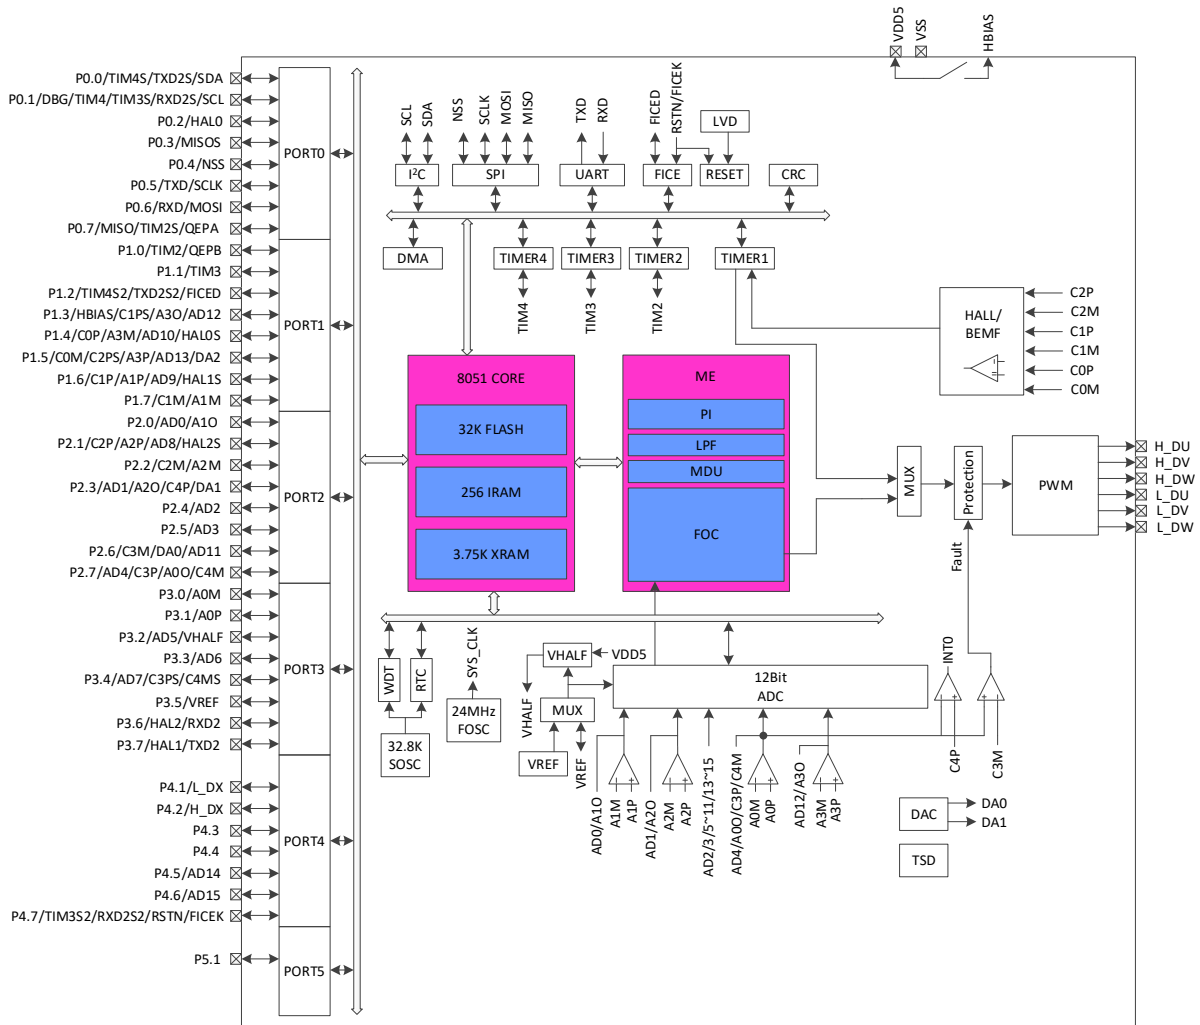 VDD5
VSS
HBIAS
P0.0/TIM4S/TXD2S/SDA
P0.1/DBG/TIM4/TIM3S/RXD2S/SCL
P0.2/HAL0
P0.3/MISOS
P0.4/NSS
P0.5/TXD/SCLK
P0.6/RXD/MOSI
P0.7/MISO/TIM2S/QEPA
P1.0/TIM2/QEPB
P1.1/TIM3
P1.2/TIM4S2/TXD2S2/FICED
P1.3/HBIAS/C1PS/A3O/AD12
P1.4/C0P/A3M/AD10/HAL0S
P1.5/C0M/C2PS/A3P/AD13/DA2
P1.6/C1P/A1P/AD9/HAL1S
P1.7/C1M/A1M
P2.0/AD0/A1O
P2.1/C2P/A2P/AD8/HAL2S
P2.2/C2M/A2M
P2.3/AD1/A2O/C4P/DA1
P2.4/AD2
P2.5/AD3
P2.6/C3M/DA0/AD11
P2.7/AD4/C3P/A0O/C4M
P3.0/A0M
P3.1/A0P
P3.2/AD5/VHALF
P3.3/AD6
P3.4/AD7/C3PS/C4MS
P3.5/VREF
P3.6/HAL2/RXD2
P3.7/HAL1/TXD2
P4.1/L_DX
P4.2/H_DX
P4.3
P4.4
P4.5/AD14
P4.6/AD15
P4.7/TIM3S2/RXD2S2/RSTN/FICEK
P5.1
PORT0
PORT1
PORT2
PORT3
PORT4
PORT5
SCL
SDA
NSS
SCLK
MOSI
MISO
TXD
RXD
FICED
RSTN/FICEK
LVD
I²C
SPI
UART
FICE
RESET
CRC
DMA
TIMER4
TIMER3
TIMER2
TIMER1
TIM4
TIM3
TIM2
HALL/
BEMF
C2P
C2M
C1P
C1M
C0P
C0M
8051 CORE
32K FLASH
256 IRAM
3.75K XRAM
ME
PI
LPF
MDU
FOC
MUX
Protection
Fault
PWM
H_DU
H_DV
H_DW
L_DU
L_DV
L_DW
WDT
RTC
32.8K
SOSC
SYS_CLK
24MHz
FOSC
VHALF
VDD5
VHALF
MUX
VREF
VREF
12Bit
ADC
AD0/A1O
A1M
A1P
AD1/A2O
A2M
A2P
AD2/3/5~11/13~15
AD4/A0O/C3P/C4M
A0M
A0P
AD12/A3O
A3M
A3P
INT0
C4P
C3M
DAC
DA0
DA1
TSD